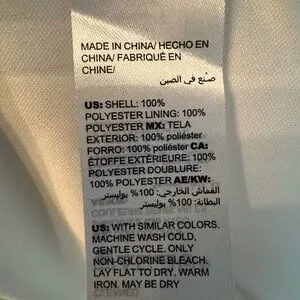 MADE IN CHINA/ HECHO EN
CHINA/ FABRIQUÉ EN
CHINE/
صنع في الصين
US: SHELL: 100%
POLYESTER LINING: 100%
POLYESTER MX: TELA
EXTERIOR: 100% poliéster
FORRO: 100% poliéster CA:
ÉTOFFE EXTÉRIEURE: 100%
POLYESTER DOUBLURE:
100% POLYESTER AE/KW:
القماش الخارجي: 100% بوليستر
البطانة: 100% بوليستر
US: WITH SIMILAR COLORS.
MACHINE WASH COLD,
GENTLE CYCLE. ONLY
NON-CHLORINE BLEACH.
LAY FLAT TO DRY. WARM
IRON. MAY BE DRY